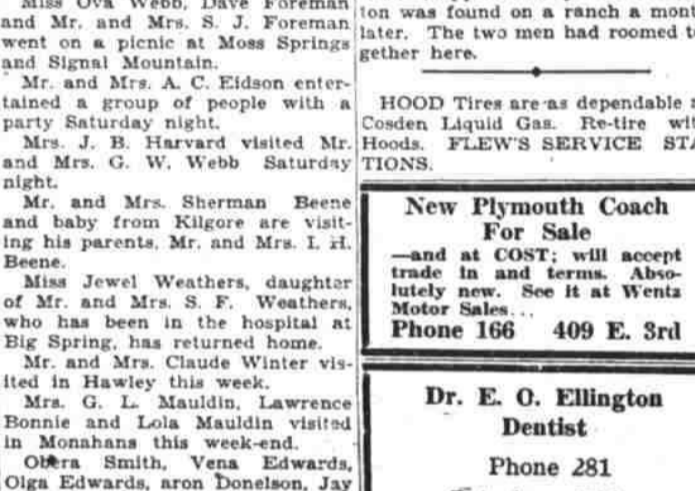 Miss Ova Webb, Dave Foreman
and Mr. and Mrs. S. J. Foreman
went on a picnic at Moss Springs
and Signal Mountain.
Mr. and Mrs. A. C. Eidson enter-
tained a group of people with a
party Saturday night.
Mrs. J. B. Harvard visited Mr.
and Mrs. G. W. Webb Saturday
night.
Mr. and Mrs. Sherman Beene
and baby from Kilgore are visit-
ing his parents, Mr. and Mrs. I. H.
Beene.
Miss Jewel Weathers, daughter
of Mr. and Mrs. S. F. Weathers,
who has been in the hospital at
Big Spring, has returned home.
Mr. and Mrs. Claude Winter vis-
ited in Hawley this week.
Mrs. G. L. Mauldin, Lawrence
Bonnie and Lola Mauldin visited
in Monahans this week-end.
Obera Smith, Vena Edwards,
Olga Edwards, aron Donelson, Jay
ton was found on a ranch a mont
later. The two men had roomed to
gether here.
HOOD Tires are as dependable a
Cosden Liquid Gas. Re-tire wit
Hoods. FLEW'S SERVICE STA
TIONS.
New Plymouth Coach
For Sale
—and at COST; will accept
trade in and terms. Abso-
lutely new. See it at Wentz
Motor Sales...
Phone 166 409 E. 3rd
Dr. E. O. Ellington
Dentist
Phone 281